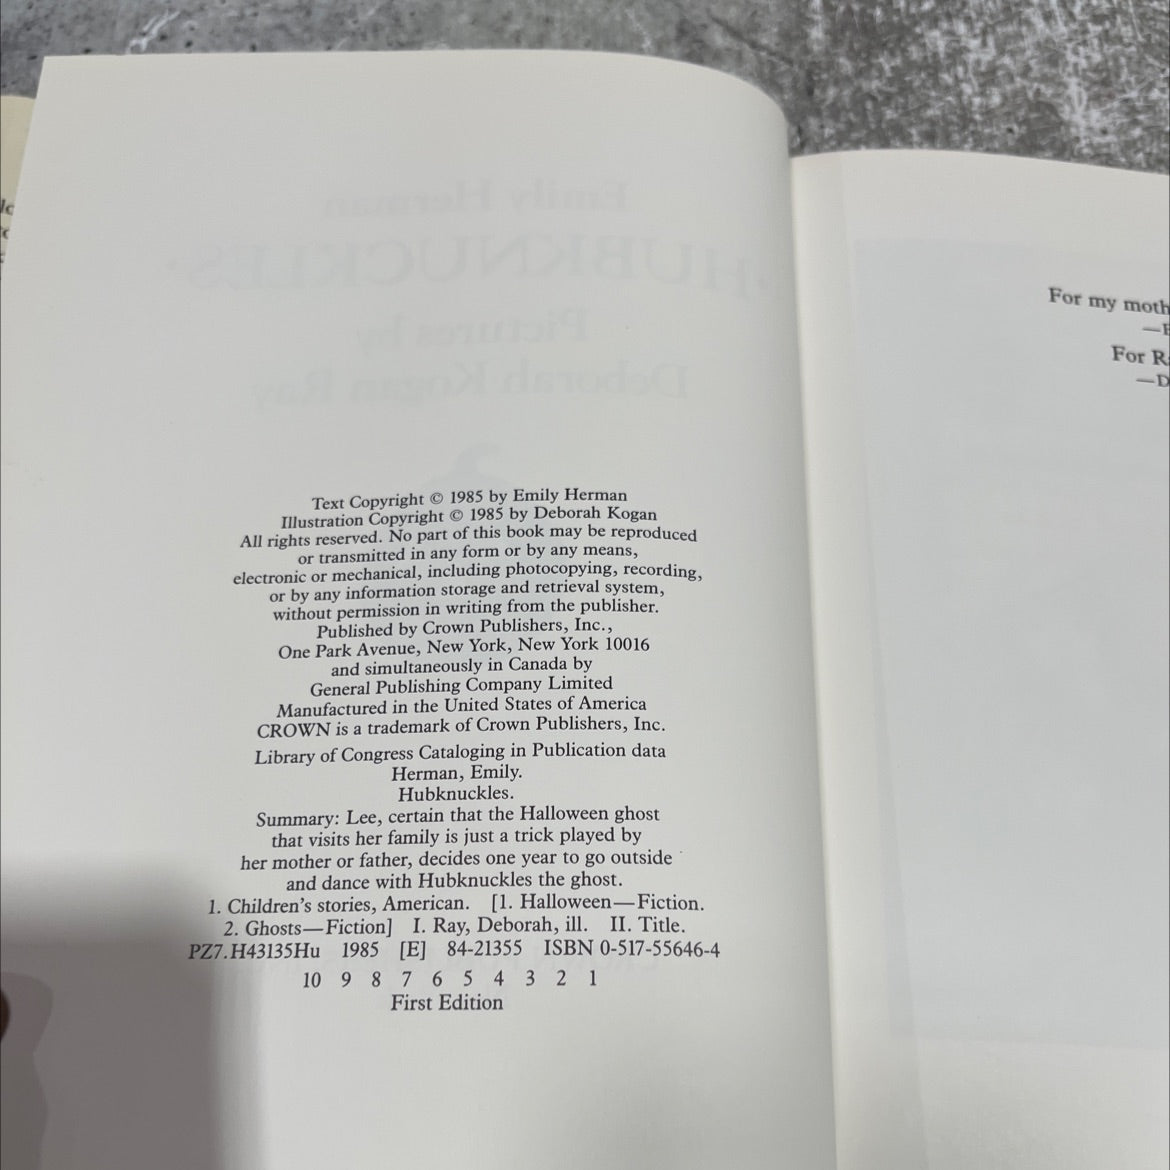 Emily Herman
·HUBKNUCKLES·
Pictures by
Deborah Kogan Ray
Text Copyright © 1985 by Emily Herman
Illustration Copyright © 1985 by Deborah Kogan
All rights reserved. No part of this book may be reproduced
or transmitted in any form or by any means,
electronic or mechanical, including photocopying, recording,
or by any information storage and retrieval system,
without permission in writing from the publisher.
Published by Crown Publishers, Inc.,
One Park Avenue, New York, New York 10016
and simultaneously in Canada by
General Publishing Company Limited
Manufactured in the United States of America
CROWN is a trademark of Crown Publishers, Inc.
Library of Congress Cataloging in Publication data
Herman, Emily.
Hubknuckles.
Summary: Lee, certain that the Halloween ghost
that visits her family is just a trick played by
her mother or father, decides one year to go outside
and dance with Hubknuckles the ghost.
1. Children's stories, American. [1. Halloween—Fiction.
2. Ghosts—Fiction] I. Ray, Deborah, ill. II. Title.
PZ7.H43135Hu 1985 [E] 84-21355 ISBN 0-517-55646-4
10 9 8 7 6 5 4 3 2 1
First Edition
For my moth
—E
For R
—D